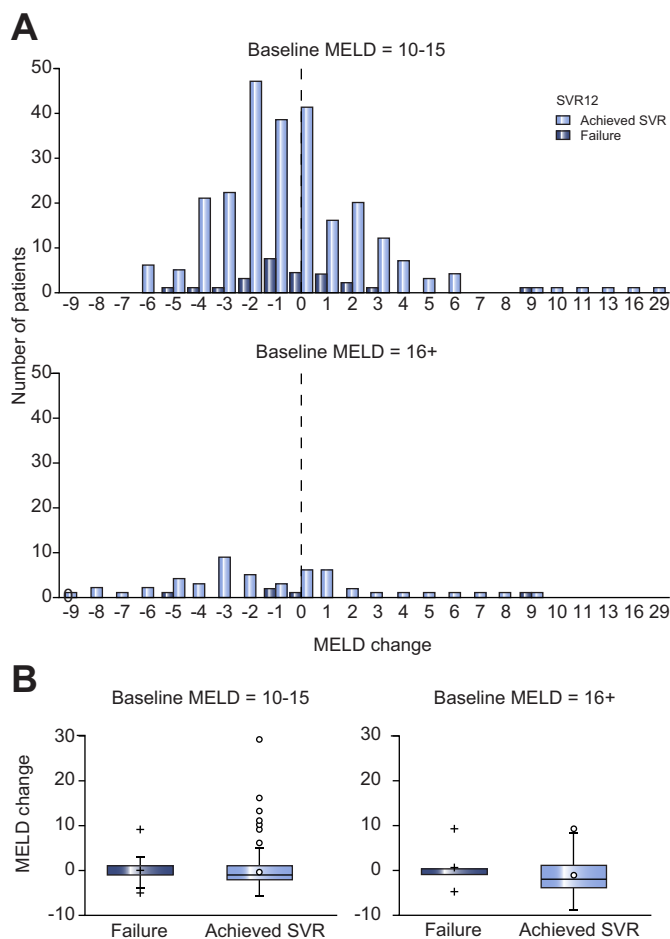 A
Baseline MELD = 10-15
50
40
30
20
10
0
SVR12
Achieved SVR
Failure
-9 -8 -7 -6 -5 -4 -3 -2 -1 0 1 2 3 4 5 6 7 8 9 10 11 13 16 29
Number of patients
Baseline MELD = 16+
50
40
30
20
10
0
0
-9 -8 -7 -6 -5 -4 -3 -2 -1 0 1 2 3 4 5 6 7 8 9 10 11 13 16 29
MELD change
B
Baseline MELD = 10-15
MELD change
30
20
10
0
-10
Failure Achieved SVR
Baseline MELD = 16+
30
20
10
0
-10
Failure Achieved SVR